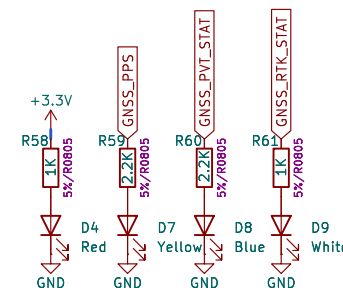 GNSS_PPS
GNSS_PVT_STAT
GNSS_RTK_STAT
+3.3V
R58
1K
5%/R0805
R59
2.2K
5%/R0805
R60
2.2K
5%/R0805
R61
1K
5%/R0805
D4
Red
D7
Yellow
D8
Blue
D9
White
GND
GND
GND
GND